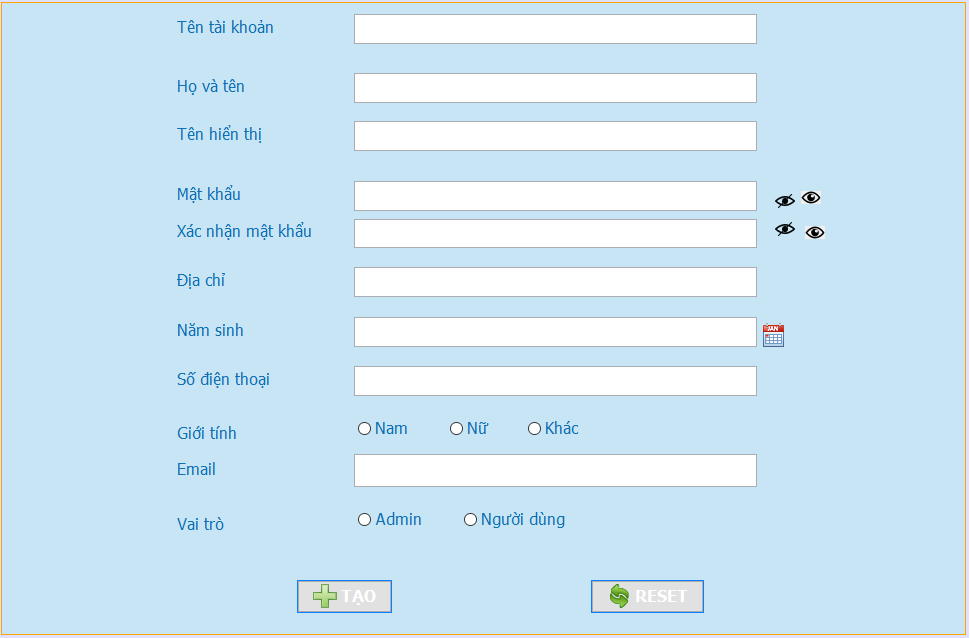 Tên tài khoản
Họ và tên
Tên hiển thị
Mật khẩu
Xác nhận mật khẩu
Địa chỉ
Năm sinh
JAN
Số điện thoại
Giới tính Nam Nữ Khác
Email
Vai trò Admin Người dùng
TẠO RESET